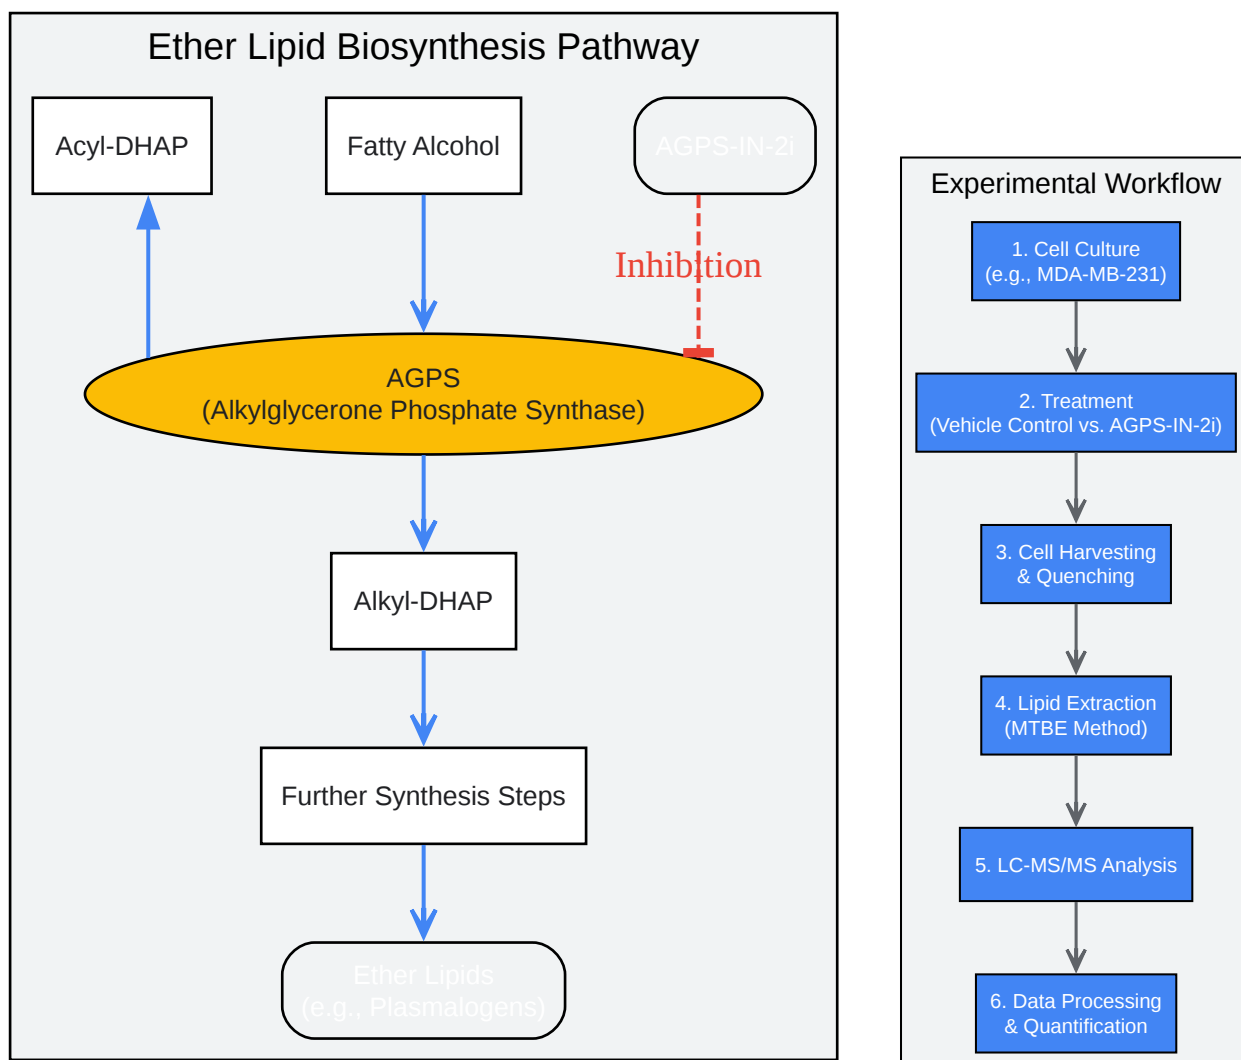 Ether Lipid Biosynthesis Pathway
Acyl-DHAP
Fatty Alcohol
AGPS-IN-2i
Inhibition
AGPS
(Alkylglycerone Phosphate Synthase)
Alkyl-DHAP
Further Synthesis Steps
Ether Lipids
(e.g., Plasmalogens)
Experimental Workflow
1. Cell Culture
(e.g., MDA-MB-231)
2. Treatment
(Vehicle Control vs. AGPS-IN-2i)
3. Cell Harvesting
& Quenching
4. Lipid Extraction
(MTBE Method)
5. LC-MS/MS Analysis
6. Data Processing
& Quantification